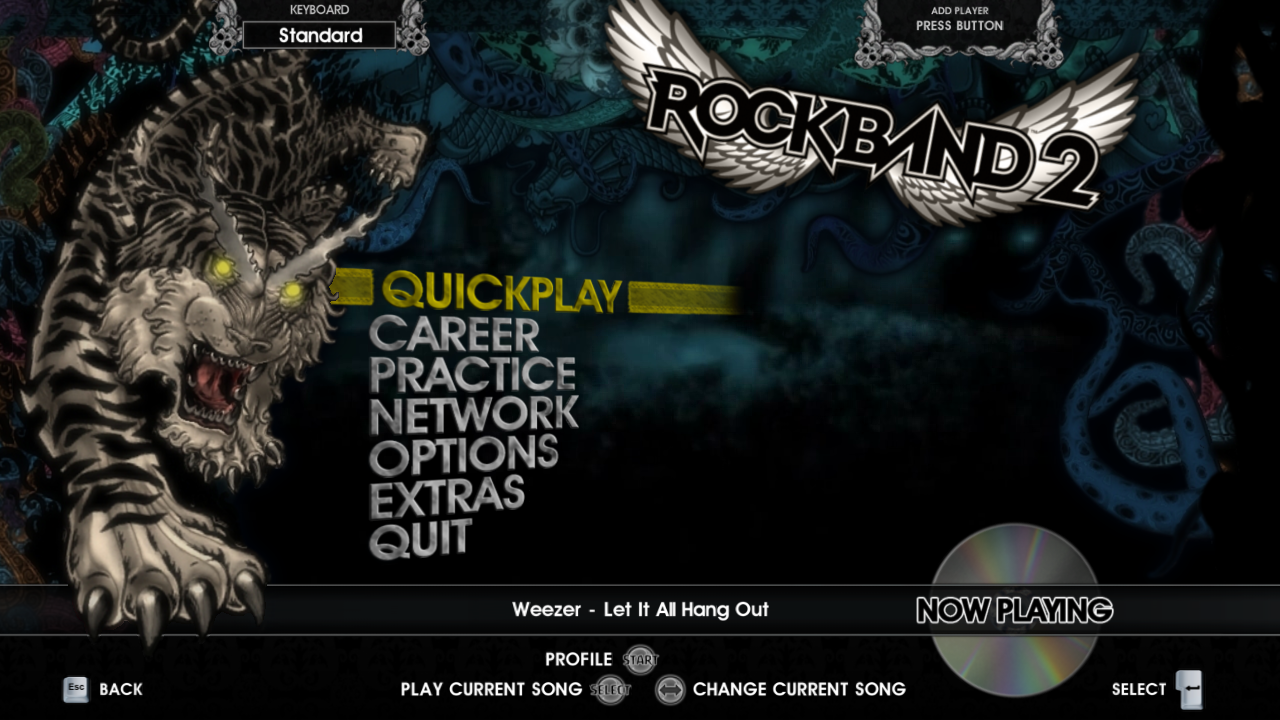 KEYBOARD
Standard
ADD PLAYER
PRESS BUTTON
ROCKBAND 2
QUICKPLAY
CAREER
PRACTICE
NETWORK
OPTIONS
EXTRAS
QUIT
Weezer - Let It All Hang Out
NOW PLAYING
PROFILE START
Esc BACK
PLAY CURRENT SONG SELECT
CHANGE CURRENT SONG
SELECT